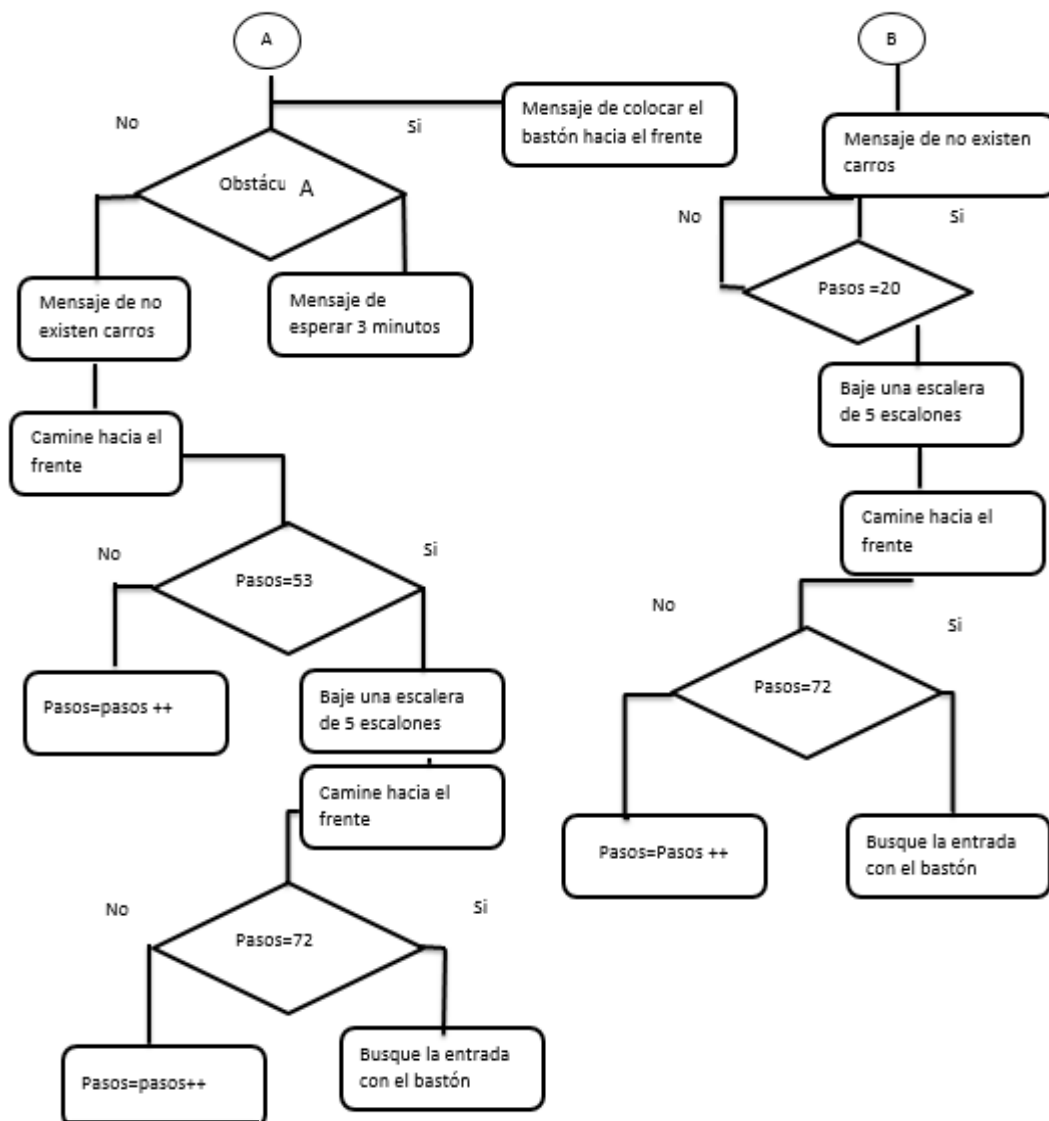 A
Mensaje de colocar el
bastón hacia el frente
No
Si
Obstácu A
Mensaje de no
existen carros
Mensaje de
esperar 3 minutos
Camine hacia el
frente
No
Si
Pasos=53
Pasos=pasos ++
Baje una escalera
de 5 escalones
Camine hacia el
frente
No
Si
Pasos=72
Pasos=pasos++
Busque la entrada
con el bastón
B
Mensaje de no existen
carros
No
Si
Pasos =20
Baje una escalera
de 5 escalones
Camine hacia el
frente
No
Si
Pasos=72
Pasos=Pasos ++
Busque la entrada
con el bastón